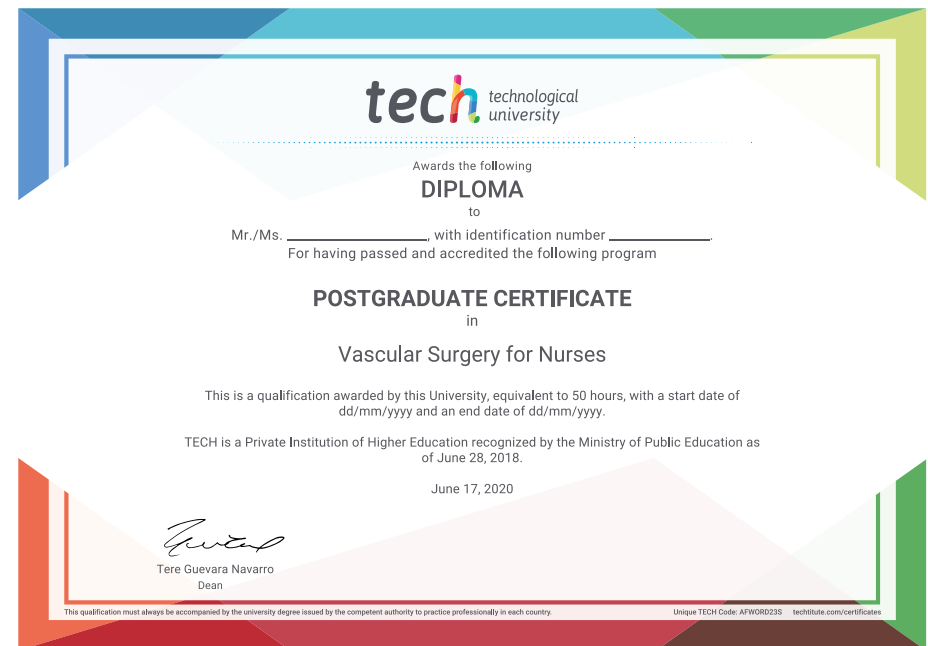 tech technological
university
Awards the following
DIPLOMA
to
Mr./Ms. ____________________, with identification number ______________.
For having passed and accredited the following program
POSTGRADUATE CERTIFICATE
in
Vascular Surgery for Nurses
This is a qualification awarded by this University, equivalent to 50 hours, with a start date of
dd/mm/yyyy and an end date of dd/mm/yyyy.
TECH is a Private Institution of Higher Education recognized by the Ministry of Public Education as
of June 28, 2018.
June 17, 2020
Tere Guevara Navarro
Dean
This qualification must always be accompanied by the university degree issued by the competent authority to practice professionally in each country.
Unique TECH Code: AFWORD23S techtitute.com/certificates